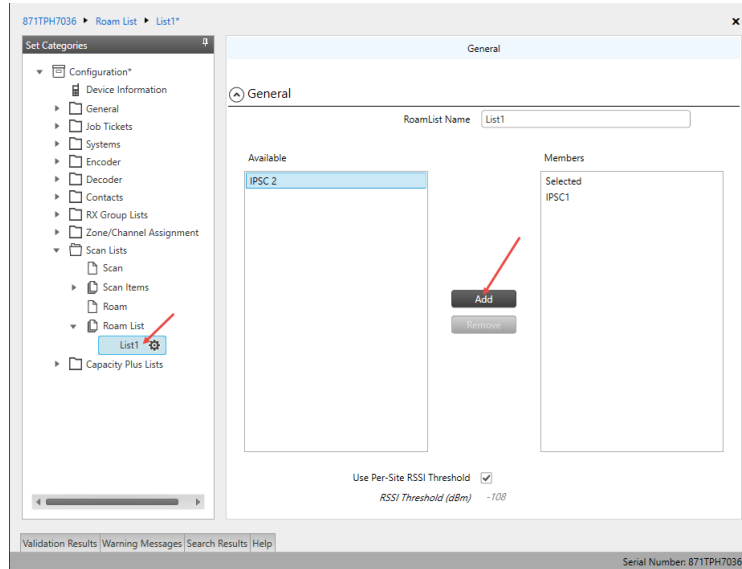 871TPH7036 ▸ Roam List ▸ List1*
x
Set Categories
General
Configuration*
Device Information
General
Job Tickets
Systems
Encoder
Decoder
Contacts
RX Group Lists
Zone/Channel Assignment
Scan Lists
Scan
Scan Items
Roam
Roam List
List1
Capacity Plus Lists
General
RoamList Name List1
Available Members
IPSC 2
Selected
IPSC1
Add
Remove
Use Per-Site RSSI Threshold
RSSI Threshold (dBm) -108
Validation Results Warning Messages Search Results Help
Serial Number: 871TPH7036